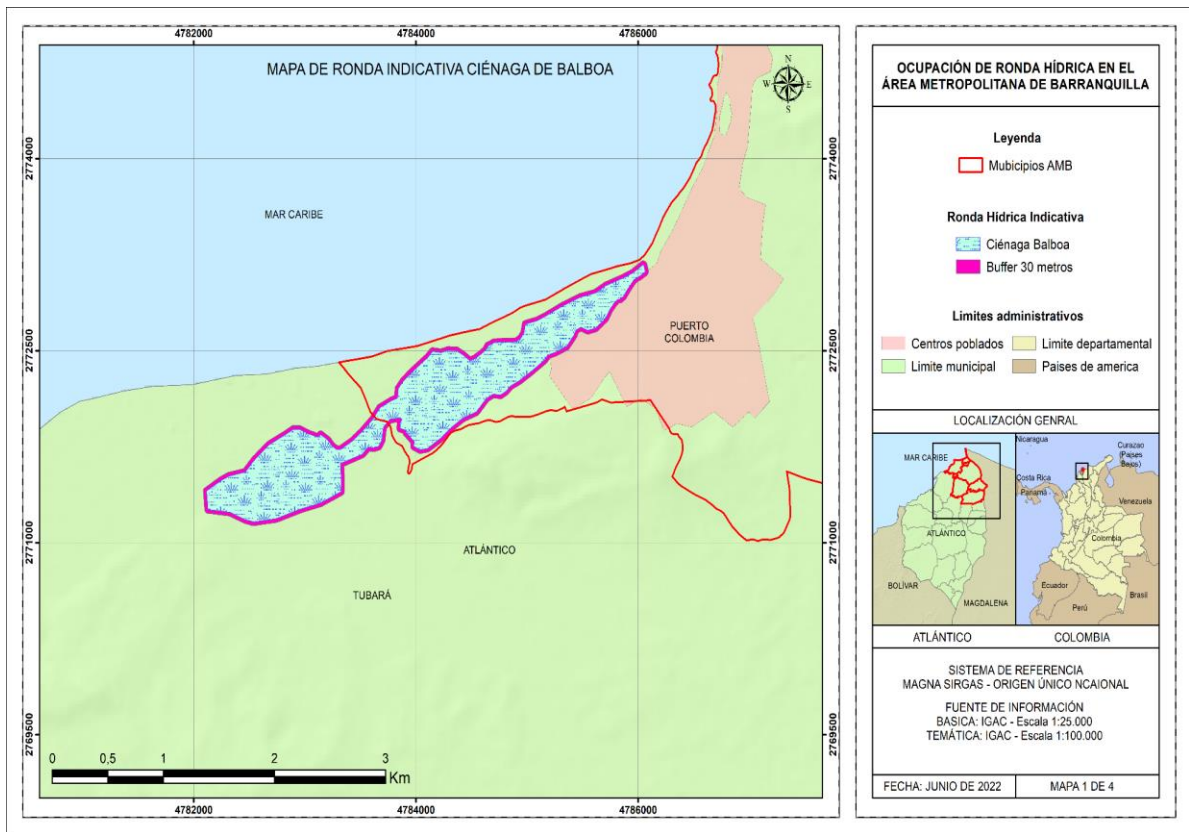 4782000
4784000
4786000
MAPA DE RONDA INDICATIVA CIÉNAGA DE BALBOA
N
W
E
S
2774000
2774000
MAR CARIBE
PUERTO
COLOMBIA
2772500
2772500
2771000
2771000
ATLÁNTICO
TUBARÁ
2769500
2769500
0
0,5
1
2
3
Km
4782000
4784000
4786000
OCUPACIÓN DE RONDA HÍDRICA EN EL
ÁREA METROPOLITANA DE BARRANQUILLA
Leyenda
Mubicipios AMB
Ronda Hídrica Indicativa
Ciénaga Balboa
Buffer 30 metros
Limites administrativos
Centros poblados
Limite departamental
Limite municipal
Paises de america
LOCALIZACIÓN GENRAL
MAR CARIBE
ATLÁNTICO
BOLÍVAR
MAGDALENA
Nicaragua
Curazao
(Países
Bajos)
Costa Rica
Panamá
Venezuela
Colombia
Ecuador
Perú
Brasil
ATLÁNTICO
COLOMBIA
SISTEMA DE REFERENCIA
MAGNA SIRGAS - ORIGEN ÚNICO NCAIONAL
FUENTE DE INFORMACIÓN
BASICA: IGAC - Escala 1:25.000
TEMÁTICA: IGAC - Escala 1:100.000
FECHA: JUNIO DE 2022
MAPA 1 DE 4